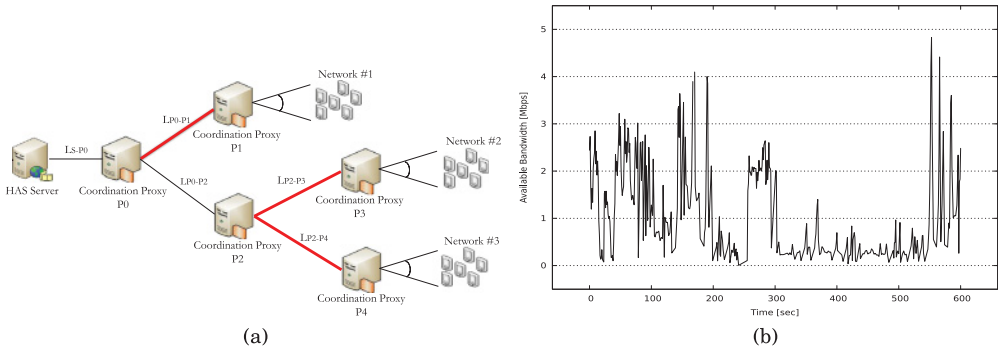 HAS Server
LS-P0
Coordination Proxy
P0
LP0-P1
Coordination Proxy
P1
Network #1
LP0-P2
Coordination Proxy
P2
LP2-P3
Coordination Proxy
P3
Network #2
LP2-P4
Coordination Proxy
P4
Network #3
(a)
Available Bandwidth [Mbps]
5
4
3
2
1
0
0
100
200
300
400
500
600
Time [sec]
(b)